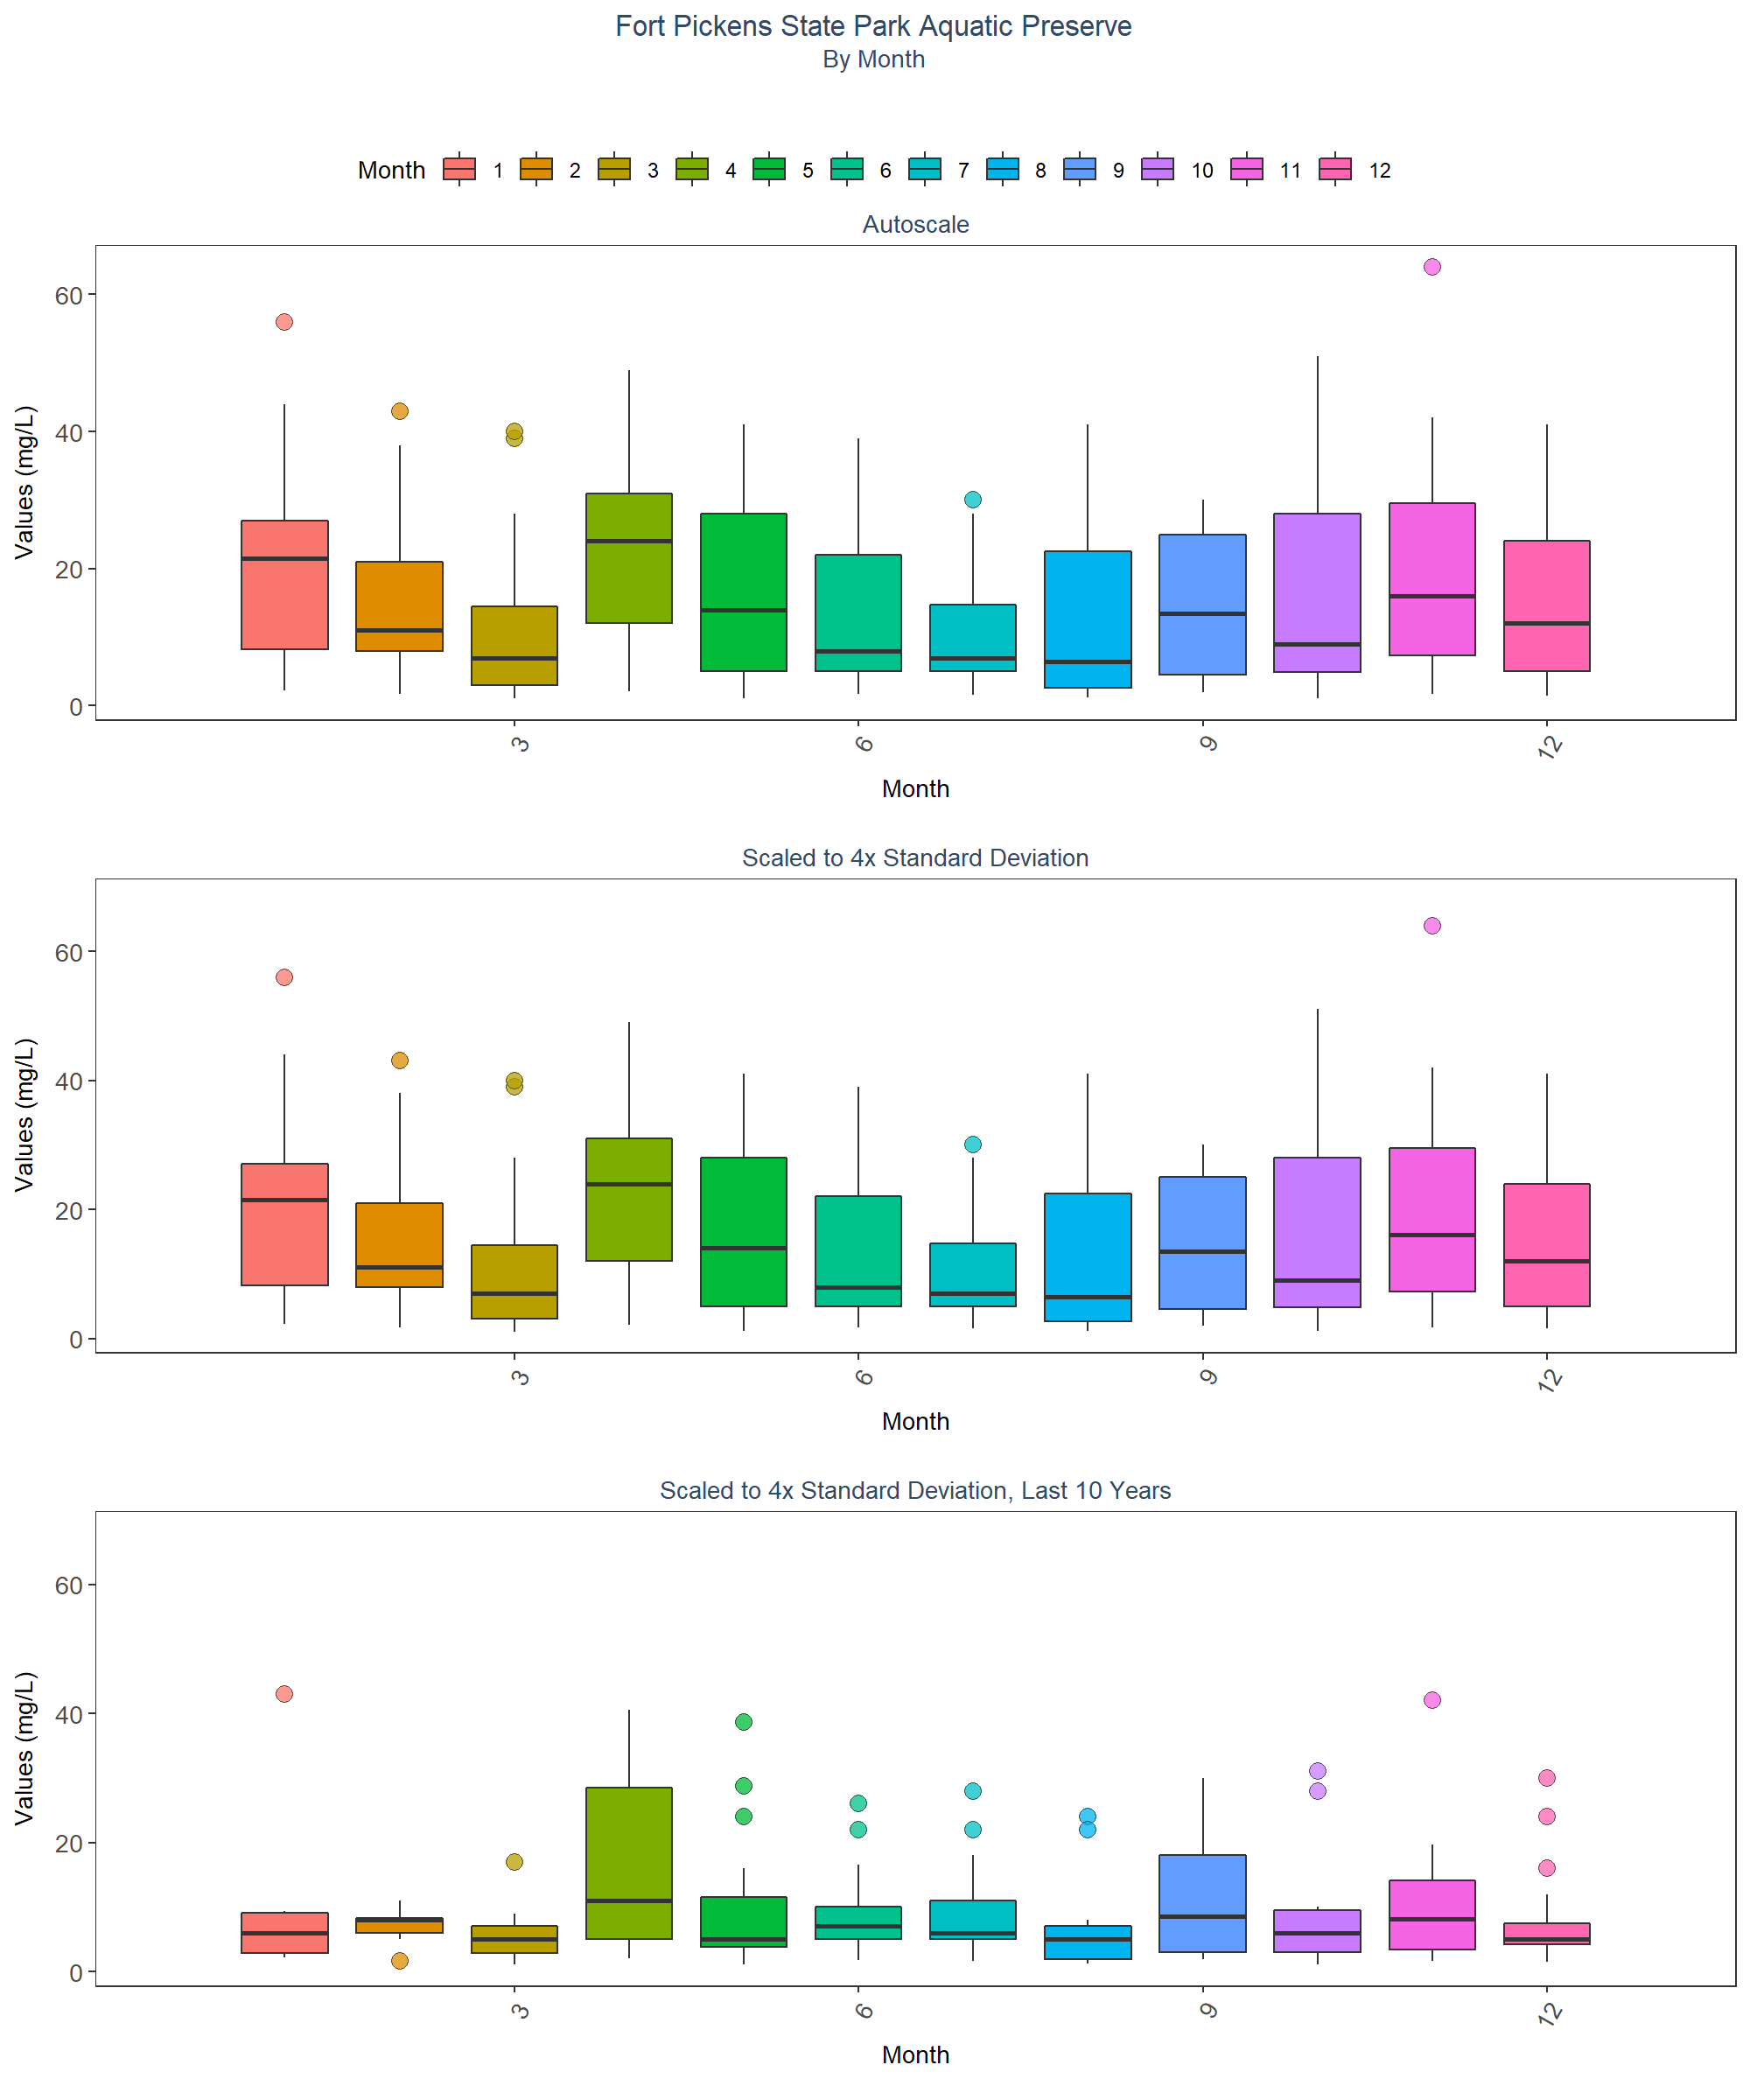 Fort Pickens State Park Aquatic Preserve
By Month
Month 1 2 3 4 5 6 7 8 9 10 11 12
Autoscale
Values (mg/L)
60
40
20
0
3 6 9 12
Month
Scaled to 4x Standard Deviation
Values (mg/L)
60
40
20
0
3 6 9 12
Month
Scaled to 4x Standard Deviation, Last 10 Years
Values (mg/L)
60
40
20
0
3 6 9 12
Month